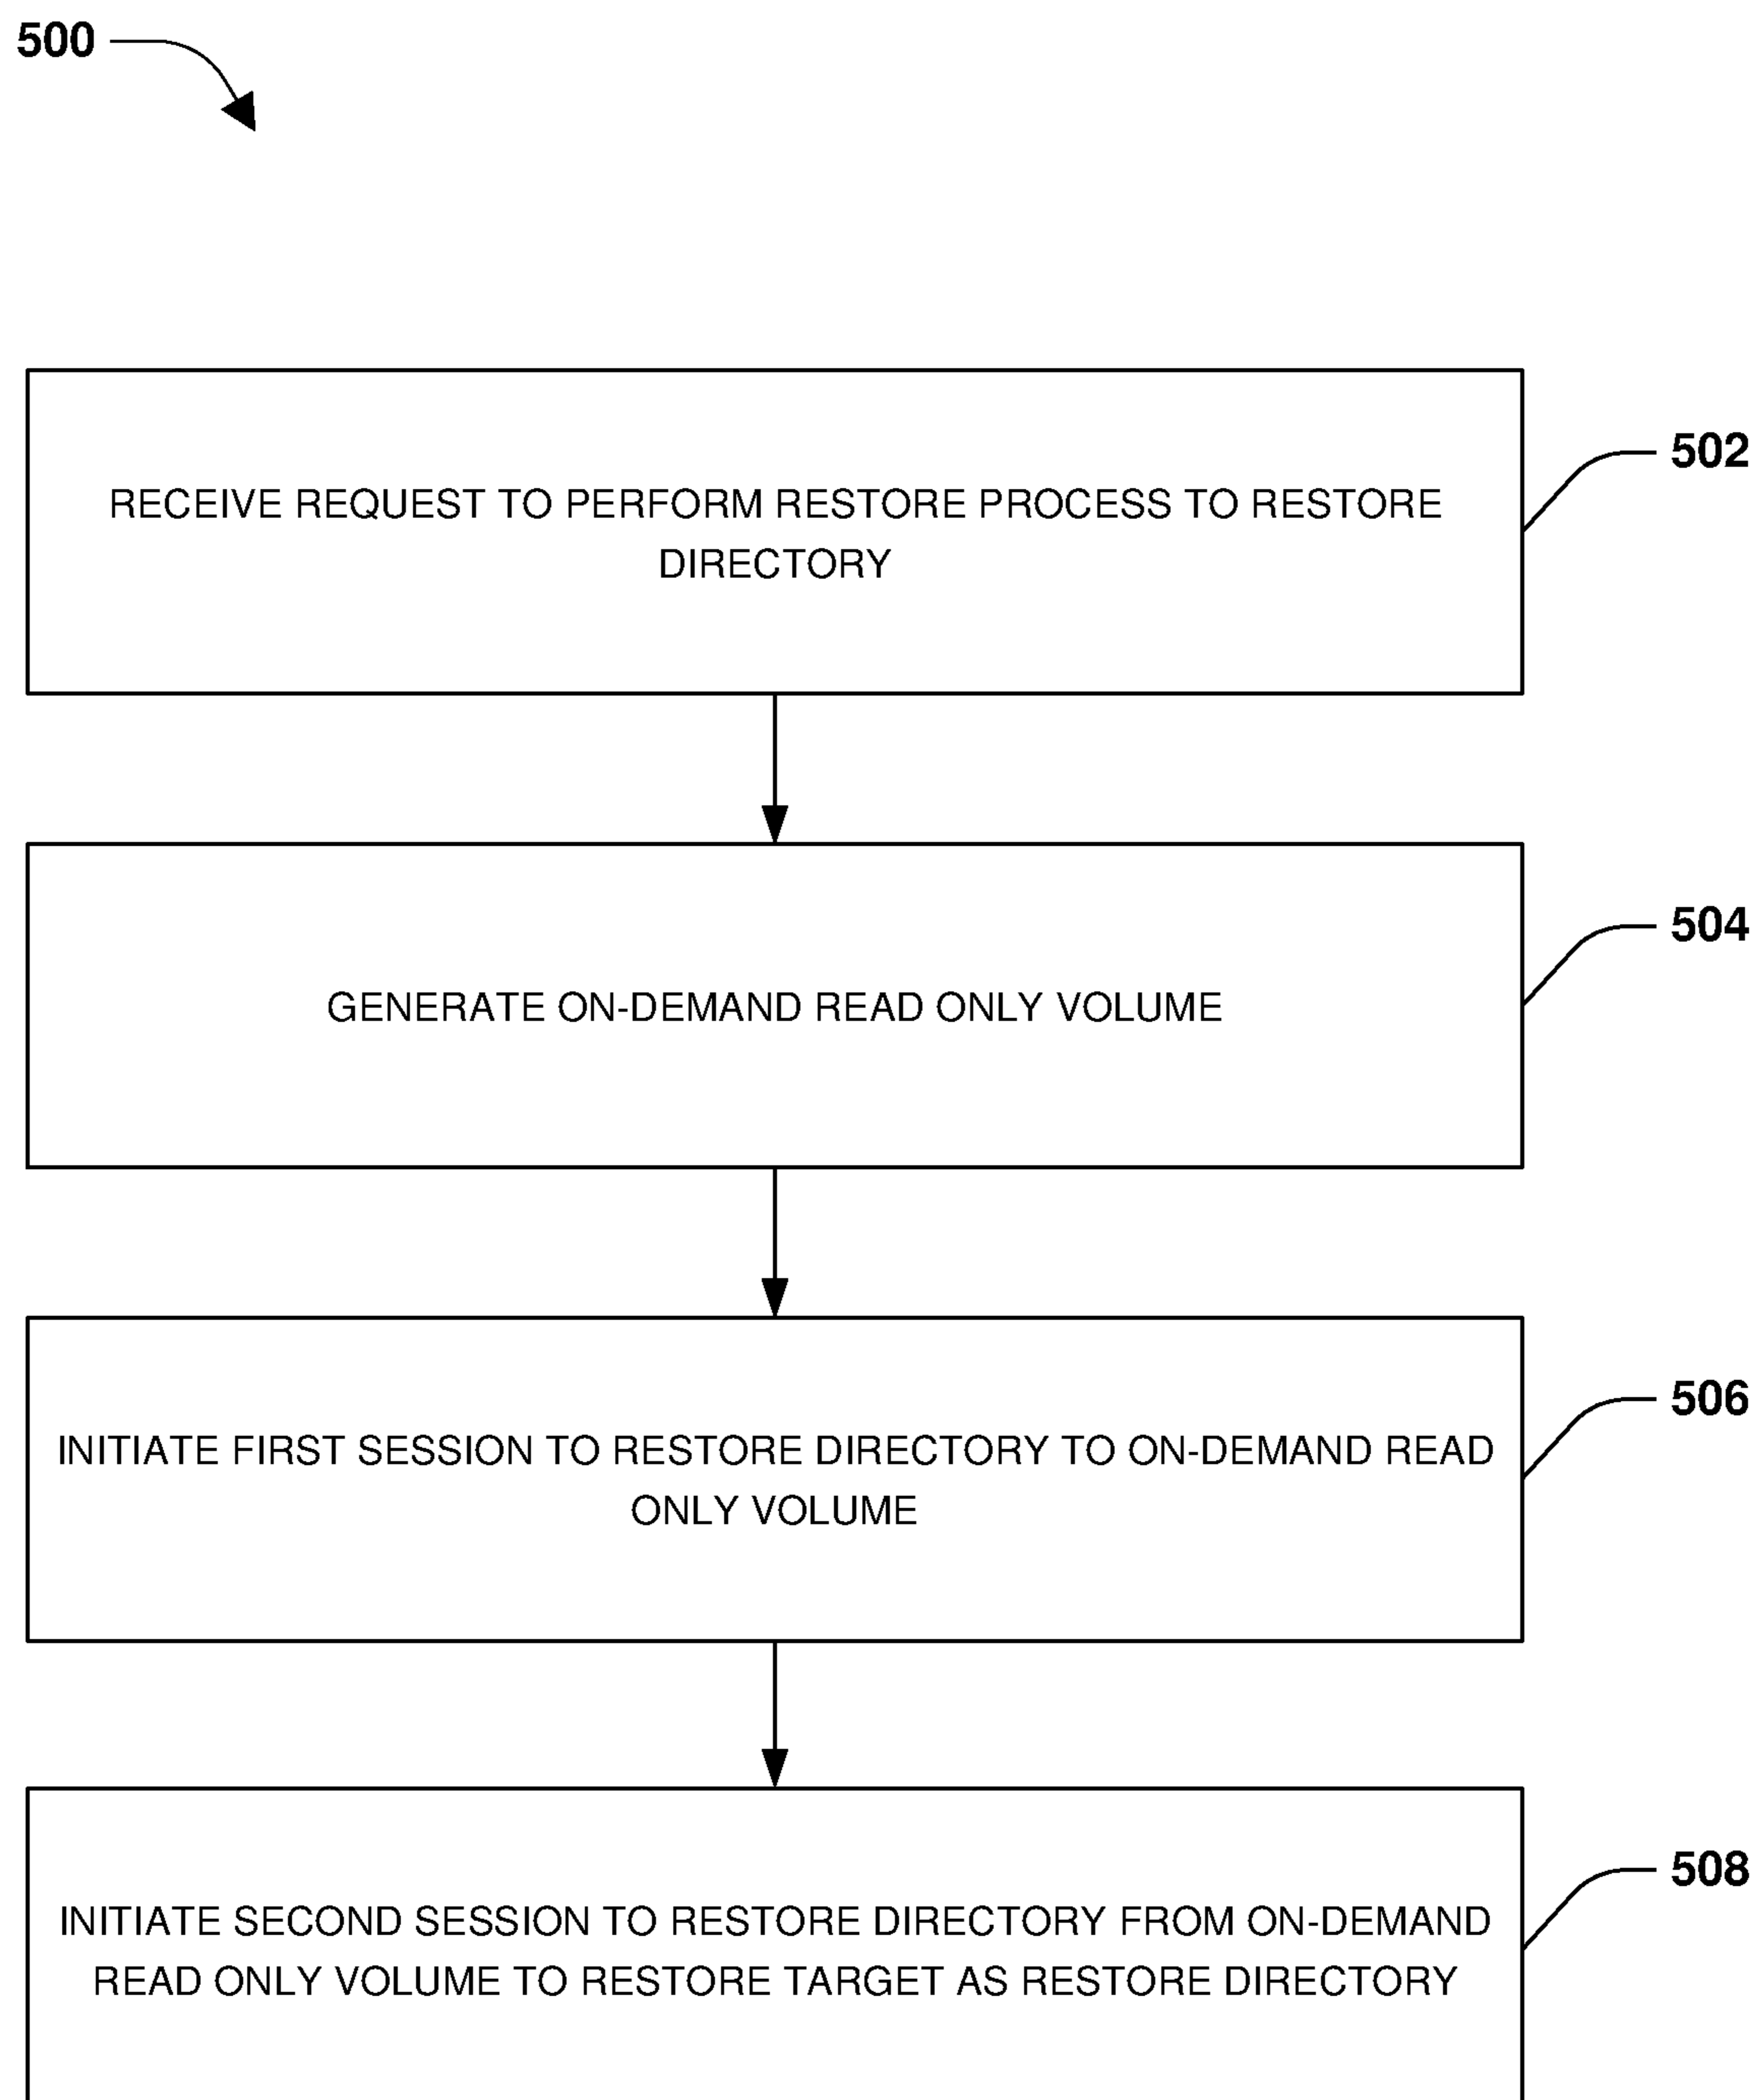 500
RECEIVE REQUEST TO PERFORM RESTORE PROCESS TO RESTORE
DIRECTORY
502
GENERATE ON-DEMAND READ ONLY VOLUME
504
INITIATE FIRST SESSION TO RESTORE DIRECTORY TO ON-DEMAND READ
ONLY VOLUME
506
INITIATE SECOND SESSION TO RESTORE DIRECTORY FROM ON-DEMAND
READ ONLY VOLUME TO RESTORE TARGET AS RESTORE DIRECTORY
508